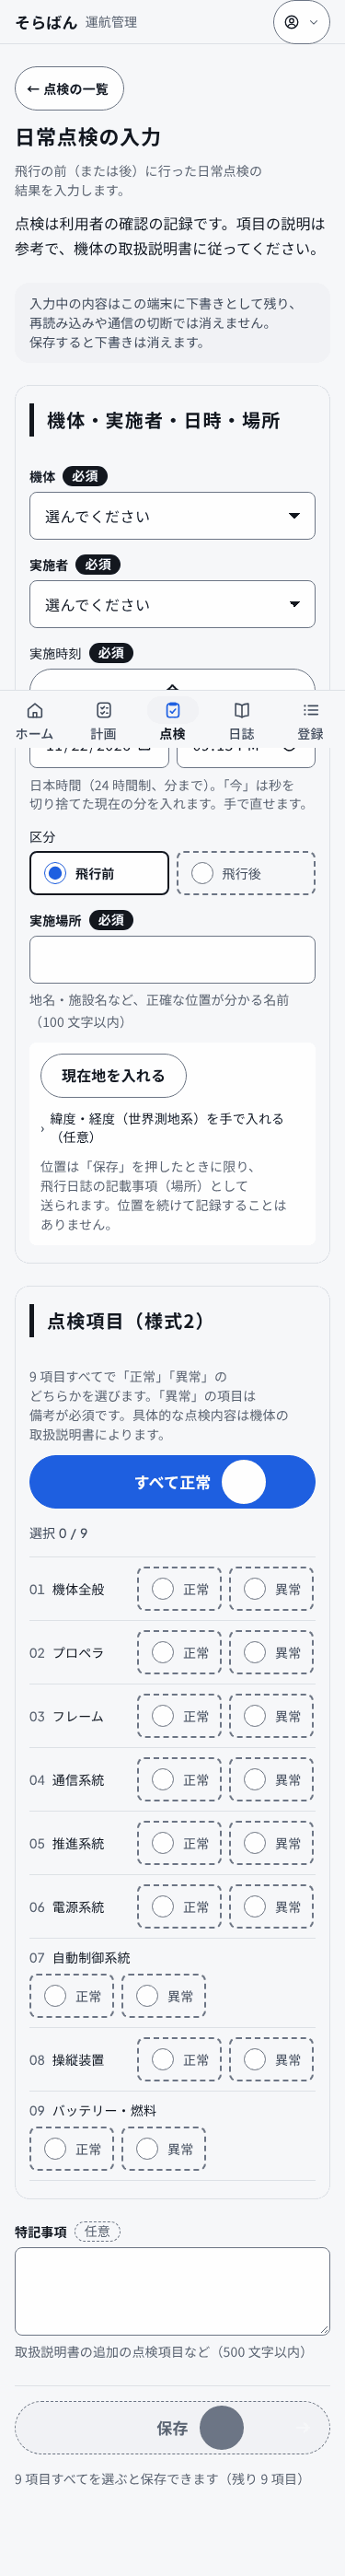 そらばん 運航管理
← 点検の一覧
日常点検の入力
飛行の前（または後）に行った日常点検の
結果を入力します。
点検は利用者の確認の記録です。項目の説明は
参考で、機体の取扱説明書に従ってください。
入力中の内容はこの端末に下書きとして残り、
再読み込みや通信の切断では消えません。
保存すると下書きは消えます。
機体・実施者・日時・場所
機体 必須
選んでください
実施者 必須
選んでください
実施時刻 必須
ホーム 計画 点検 日誌 登録
日本時間（24 時間制、分まで）。「今」は秒を
切り捨てた現在の分を入れます。手で直せます。
区分
飛行前 飛行後
実施場所 必須
地名・施設名など、正確な位置が分かる名前
（100 文字以内）
現在地を入れる
› 緯度・経度（世界測地系）を手で入れる
（任意）
位置は「保存」を押したときに限り、
飛行日誌の記載事項（場所）として
送られます。位置を続けて記録することは
ありません。
点検項目（様式2）
9 項目すべてで「正常」「異常」の
どちらかを選びます。「異常」の項目は
備考が必須です。具体的な点検内容は機体の
取扱説明書によります。
すべて正常
選択 0 / 9
01 機体全般 正常 異常
02 プロペラ 正常 異常
03 フレーム 正常 異常
04 通信系統 正常 異常
05 推進系統 正常 異常
06 電源系統 正常 異常
07 自動制御系統
正常 異常
08 操縦装置 正常 異常
09 バッテリー・燃料
正常 異常
特記事項 任意
取扱説明書の追加の点検項目など（500 文字以内）
保存
9 項目すべてを選ぶと保存できます（残り 9 項目）